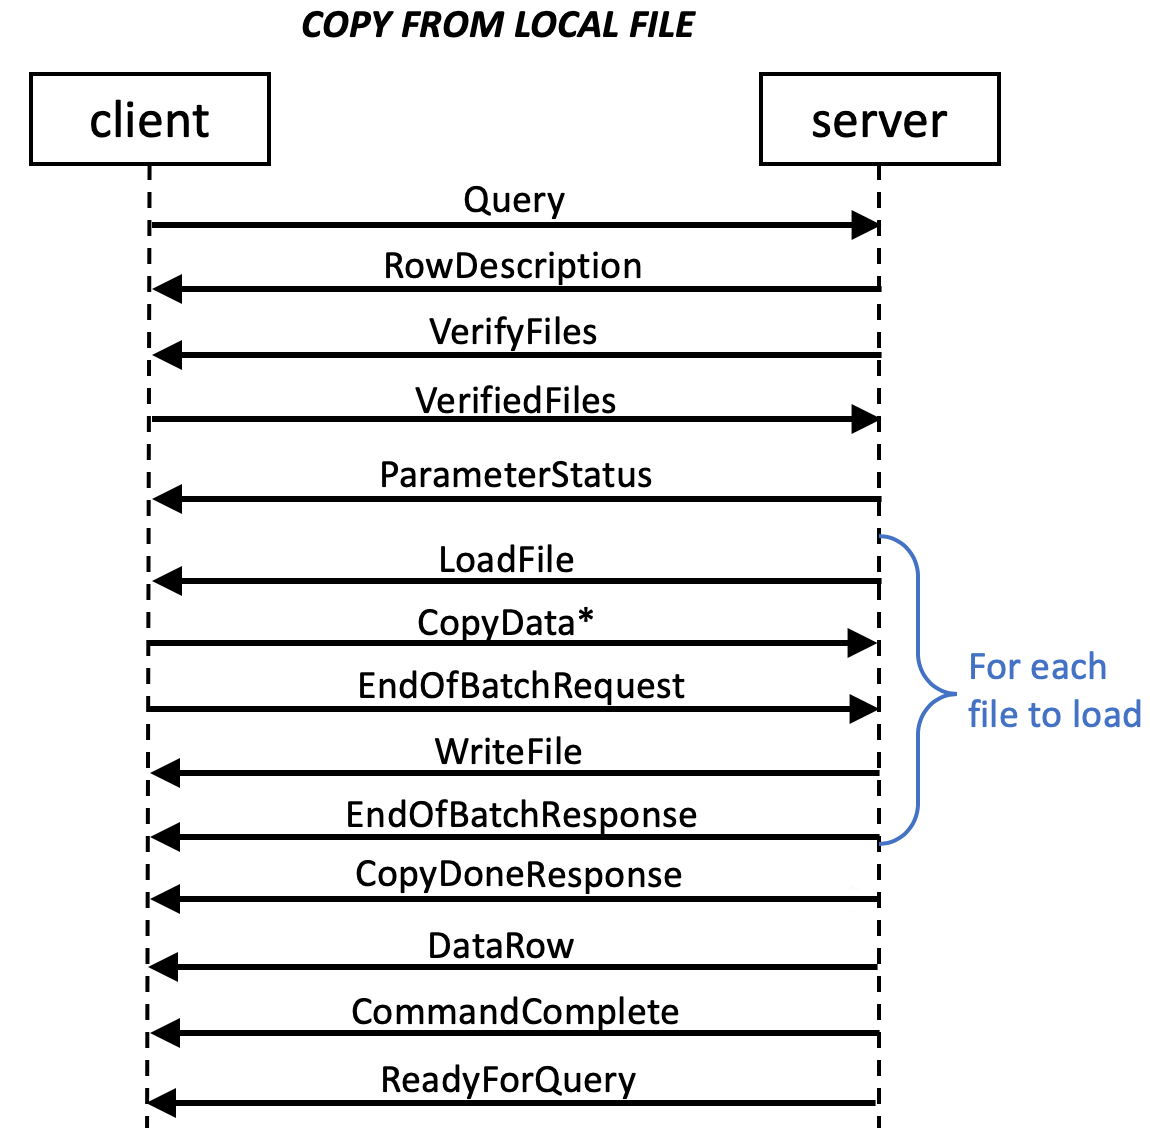 COPY FROM LOCAL FILE
client
server
Query
RowDescription
VerifyFiles
VerifiedFiles
ParameterStatus
LoadFile
CopyData*
EndOfBatchRequest
For each
file to load
WriteFile
EndOfBatchResponse
CopyDoneResponse
DataRow
CommandComplete
ReadyForQuery